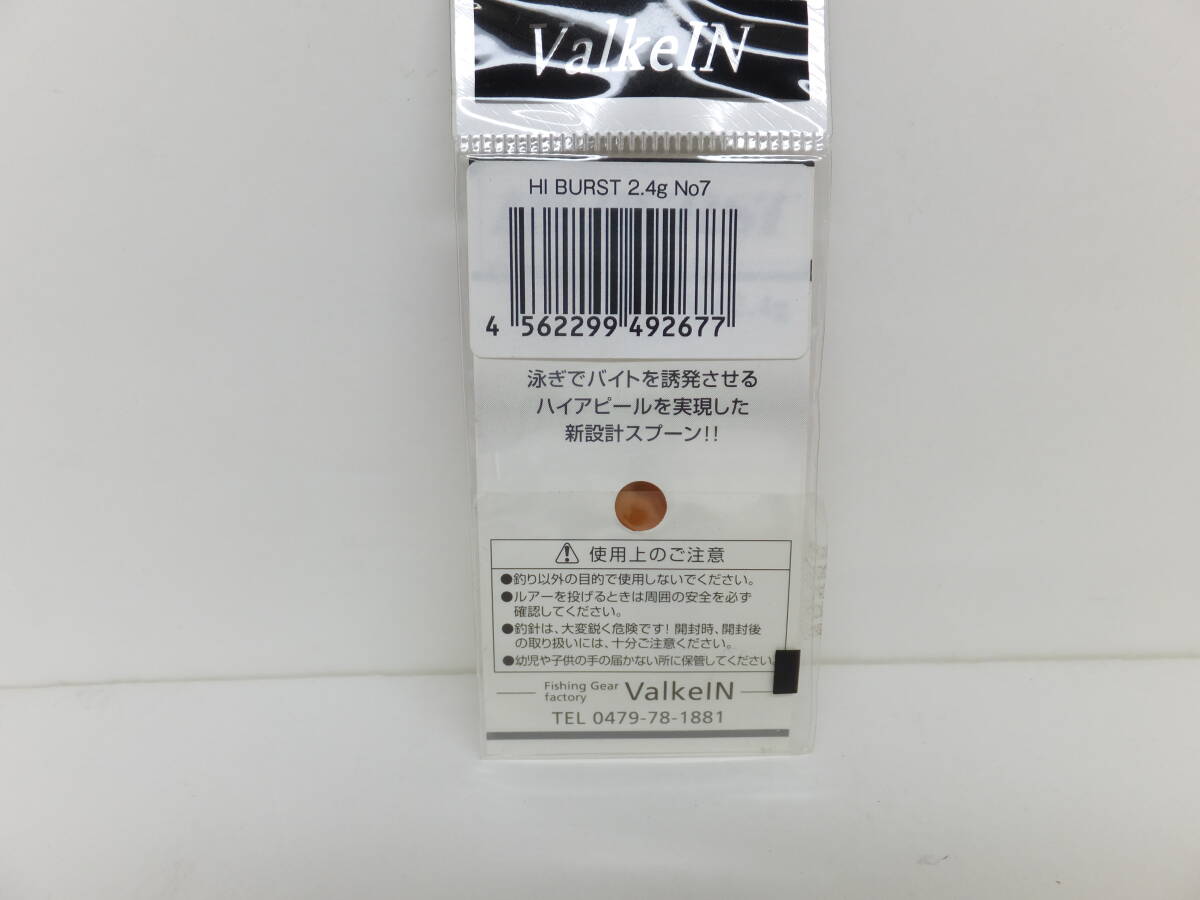 ValkeIN
HI BURST 2.4g No7
4 562299 492677
泳ぎでバイトを誘発させる
ハイアピールを実現した
新設計スプーン!!
使用上のご注意
●釣り以外の目的で使用しないでください。
●ルアーを投げるときは周囲の安全を必ず
確認してください。
●釣針は、大変鋭く危険です! 開封時、開封後
の取り扱いには、十分ご注意ください。
●幼児や子供の手の届かない所に保管してください。
Fishing Gear factory ValkeIN
TEL 0479-78-1881